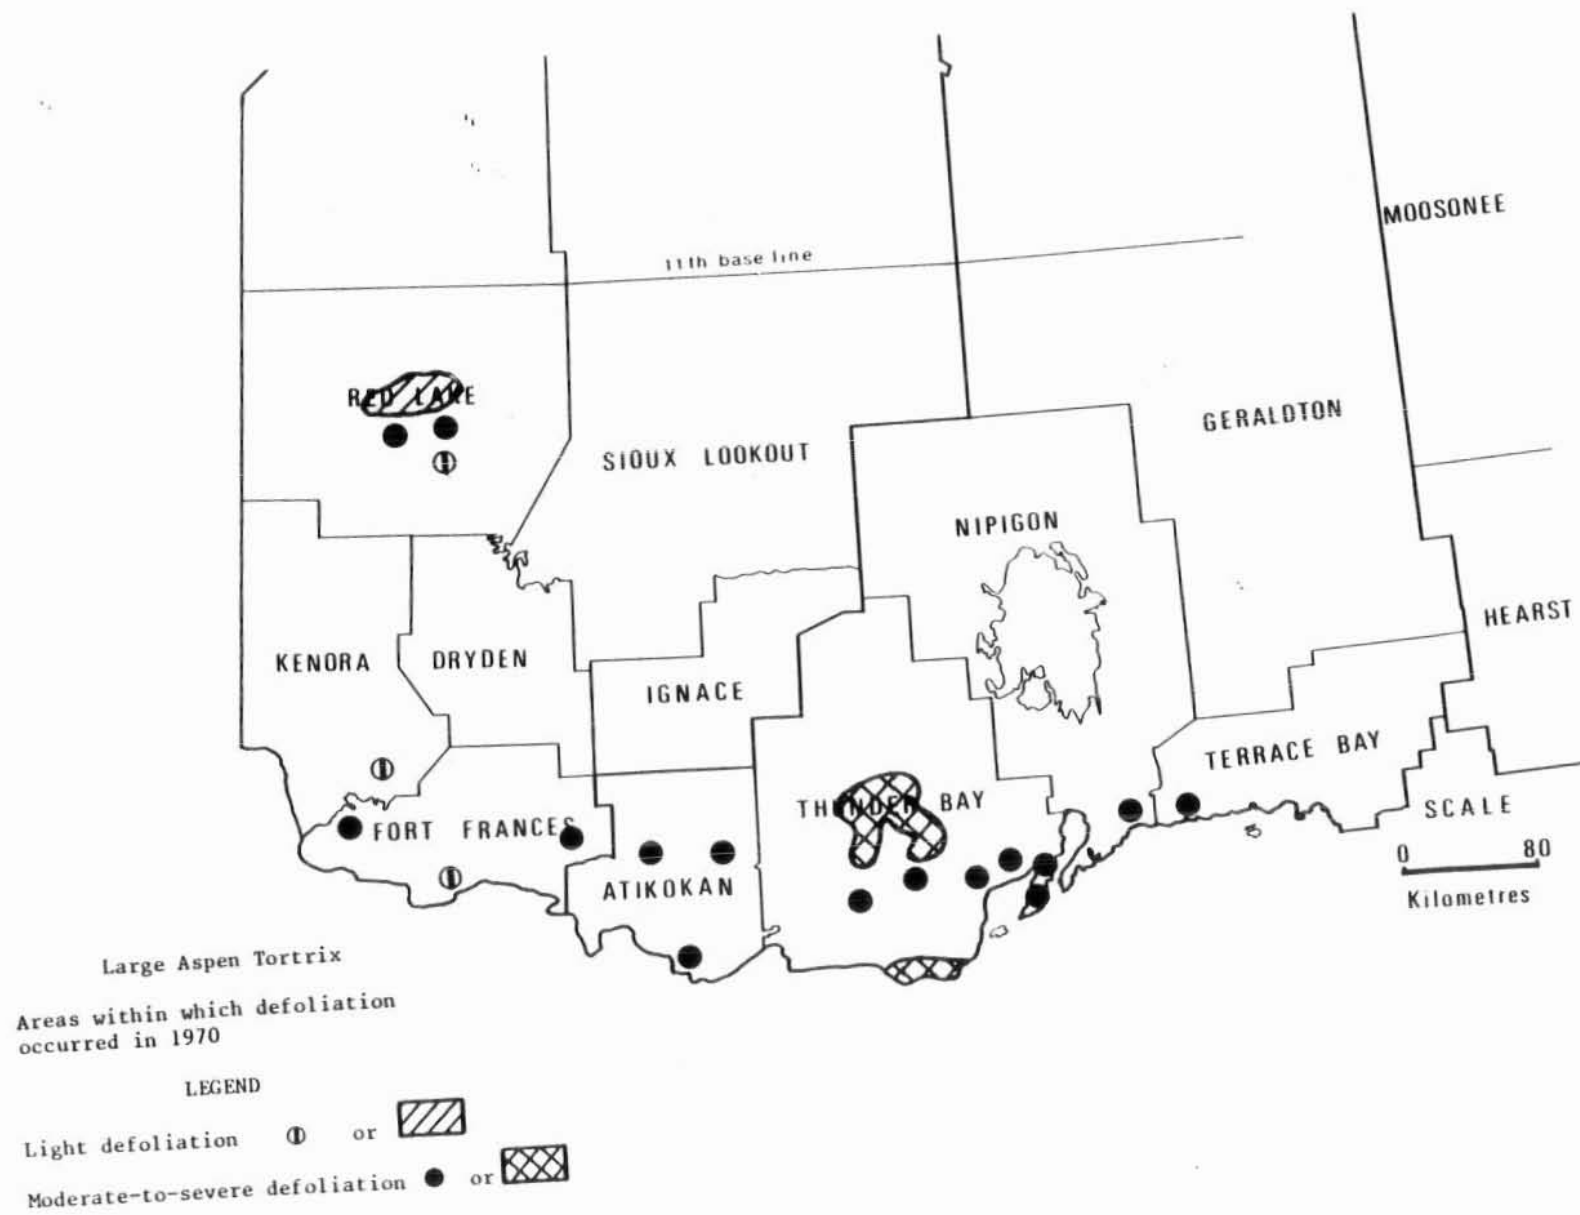 MOOSONEE
11th base line
RED LAKE
GERALDTON
SIOUX LOOKOUT
NIPIGON
HEARST
KENORA
DRYDEN
IGNACE
TERRACE BAY
THUNDER BAY
FORT FRANCES
ATIKOKAN
SCALE
0 80
Kilometres
Large Aspen Tortrix
Areas within which defoliation
occurred in 1970
LEGEND
Light defoliation or
Moderate-to-severe defoliation or